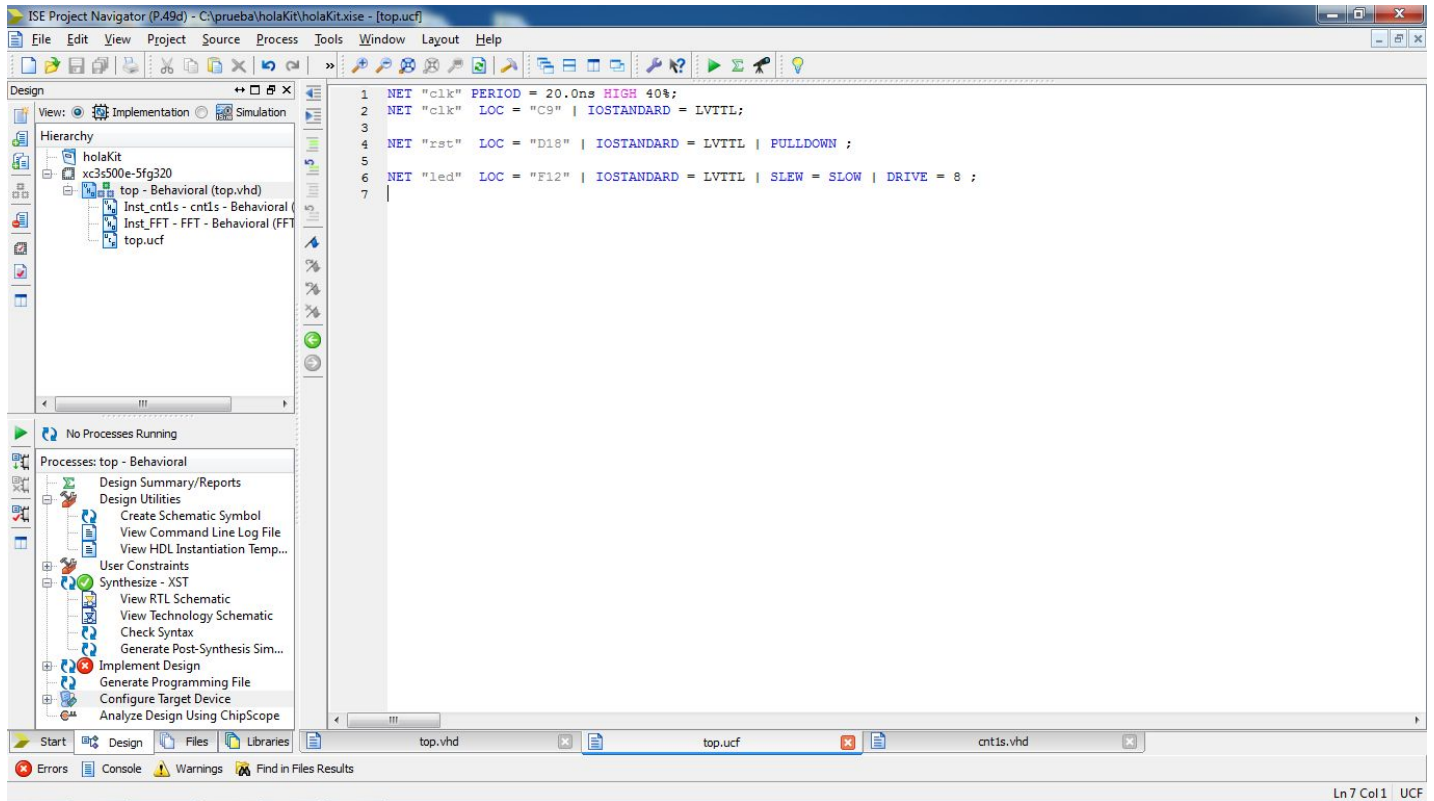 ISE Project Navigator (P.49d) - C:\prueba\holaKit\holaKit.xise - [top.ucf]
File Edit View Project Source Process Tools Window Layout Help
Design
View: Implementation Simulation
Hierarchy
holaKit
xc3s500e-5fg320
top - Behavioral (top.vhd)
Inst_cnt1s - cnt1s - Behavioral (
Inst_FFT - FFT - Behavioral (FFT
top.ucf
No Processes Running
Processes: top - Behavioral
Design Summary/Reports
Design Utilities
Create Schematic Symbol
View Command Line Log File
View HDL Instantiation Temp...
User Constraints
Synthesize - XST
View RTL Schematic
View Technology Schematic
Check Syntax
Generate Post-Synthesis Sim...
Implement Design
Generate Programming File
Configure Target Device
Analyze Design Using ChipScope
Start Design Files Libraries
1 NET "clk" PERIOD = 20.0ns HIGH 40%;
2 NET "clk" LOC = "C9" | IOSTANDARD = LVTTL;
3
4 NET "rst" LOC = "D18" | IOSTANDARD = LVTTL | PULLDOWN ;
5
6 NET "led" LOC = "F12" | IOSTANDARD = LVTTL | SLEW = SLOW | DRIVE = 8 ;
7
top.vhd top.ucf cnt1s.vhd
Errors Console Warnings Find in Files Results
Ln 7 Col 1 UCF